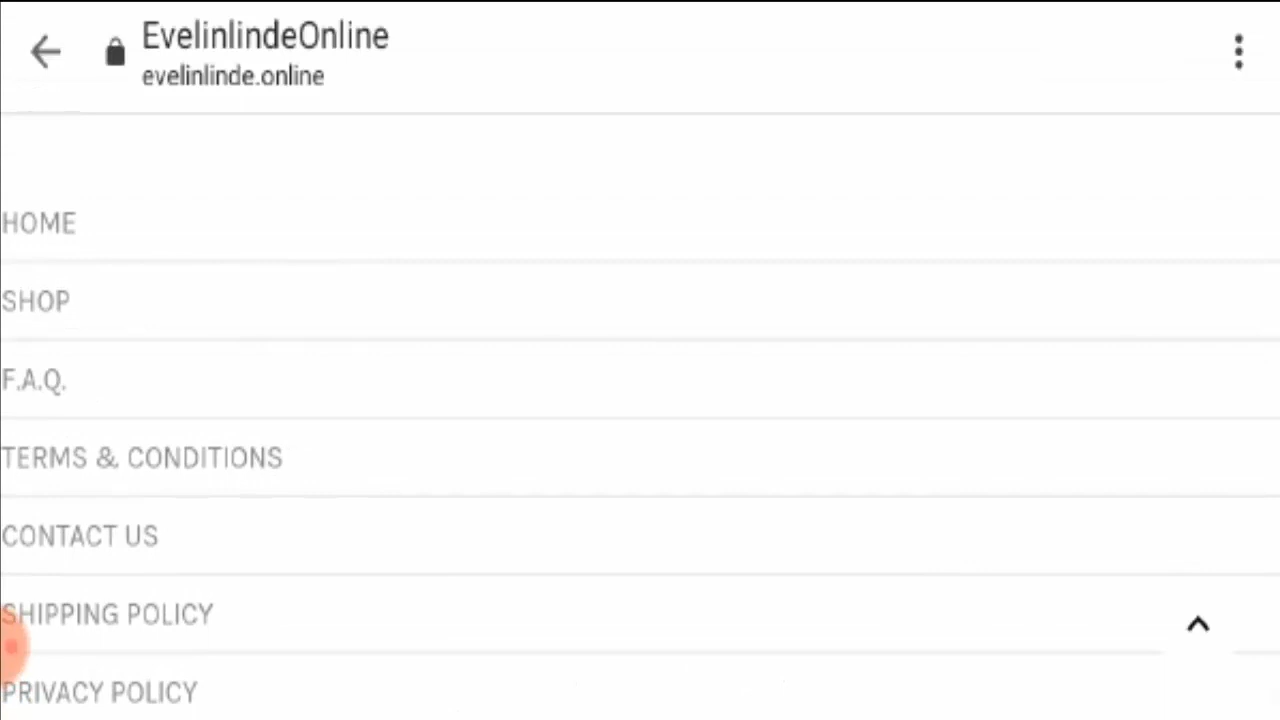 EvelinlindeOnline
evelinlinde.online
HOME
SHOP
F.A.Q.
TERMS & CONDITIONS
CONTACT US
SHIPPING POLICY
PRIVACY POLICY